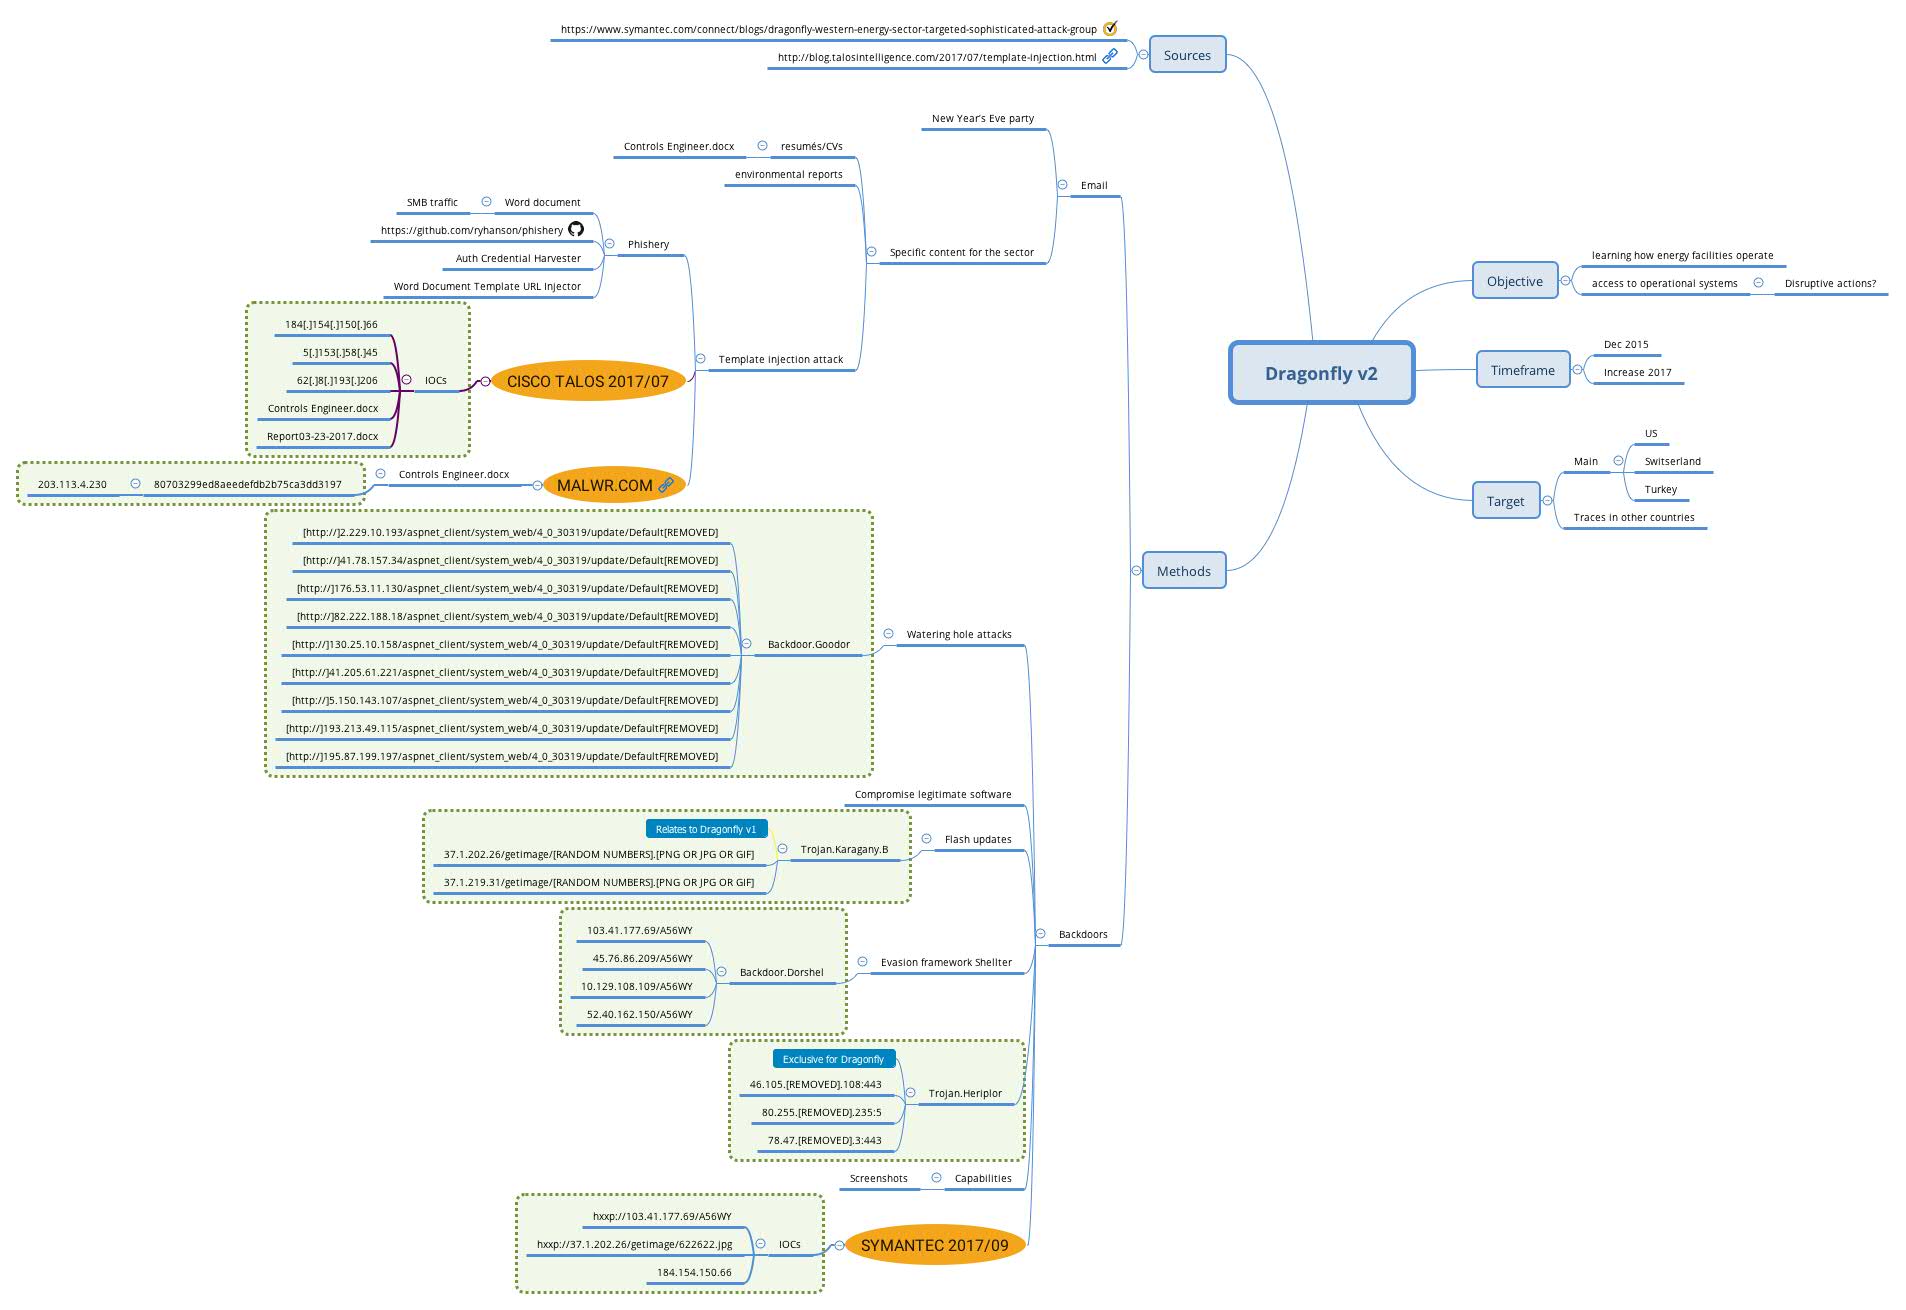 https://www.symantec.com/connect/blogs/dragonfly-western-energy-sector-targeted-sophisticated-attack-group
http://blog.talosintelligence.com/2017/07/template-injection.html
Sources
New Year's Eve party
Controls Engineer.docx
resumés/CVs
environmental reports
Email
SMB traffic
Word document
https://github.com/ryhanson/phishery
Phishery
Auth Credential Harvester
Word Document Template URL Injector
Specific content for the sector
184[.]154[.]150[.]66
5[.]153[.]58[.]45
62[.]8[.]193[.]206
Controls Engineer.docx
Report03-23-2017.docx
IOCs
CISCO TALOS 2017/07
Template injection attack
203.113.4.230
80703299ed8aeedefdb2b75ca3dd3197
Controls Engineer.docx
MALWR.COM
Dragonfly v2
Objective
learning how energy facilities operate
access to operational systems
Disruptive actions?
Timeframe
Dec 2015
Increase 2017
Target
Main
US
Switserland
Turkey
Traces in other countries
Methods
[http://]2.229.10.193/aspnet_client/system_web/4_0_30319/update/Default[REMOVED]
[http://]41.78.157.34/aspnet_client/system_web/4_0_30319/update/Default[REMOVED]
[http://]176.53.11.130/aspnet_client/system_web/4_0_30319/update/Default[REMOVED]
[http://]82.222.188.18/aspnet_client/system_web/4_0_30319/update/Default[REMOVED]
[http://]130.25.10.158/aspnet_client/system_web/4_0_30319/update/DefaultF[REMOVED]
[http://]41.205.61.221/aspnet_client/system_web/4_0_30319/update/DefaultF[REMOVED]
[http://]5.150.143.107/aspnet_client/system_web/4_0_30319/update/DefaultF[REMOVED]
[http://]193.213.49.115/aspnet_client/system_web/4_0_30319/update/DefaultF[REMOVED]
[http://]195.87.199.197/aspnet_client/system_web/4_0_30319/update/DefaultF[REMOVED]
Backdoor.Goodor
Watering hole attacks
Compromise legitimate software
Relates to Dragonfly v1
37.1.202.26/getimage/[RANDOM NUMBERS].[PNG OR JPG OR GIF]
37.1.219.31/getimage/[RANDOM NUMBERS].[PNG OR JPG OR GIF]
Trojan.Karagany.B
Flash updates
103.41.177.69/A56WY
45.76.86.209/A56WY
10.129.108.109/A56WY
52.40.162.150/A56WY
Backdoor.Dorshel
Evasion framework Shellter
Backdoors
Exclusive for Dragonfly
46.105.[REMOVED].108:443
80.255.[REMOVED].235:5
78.47.[REMOVED].3:443
Trojan.Heriplor
Screenshots
Capabilities
hxxp://103.41.177.69/A56WY
hxxp://37.1.202.26/getimage/622622.jpg
184.154.150.66
IOCs
SYMANTEC 2017/09